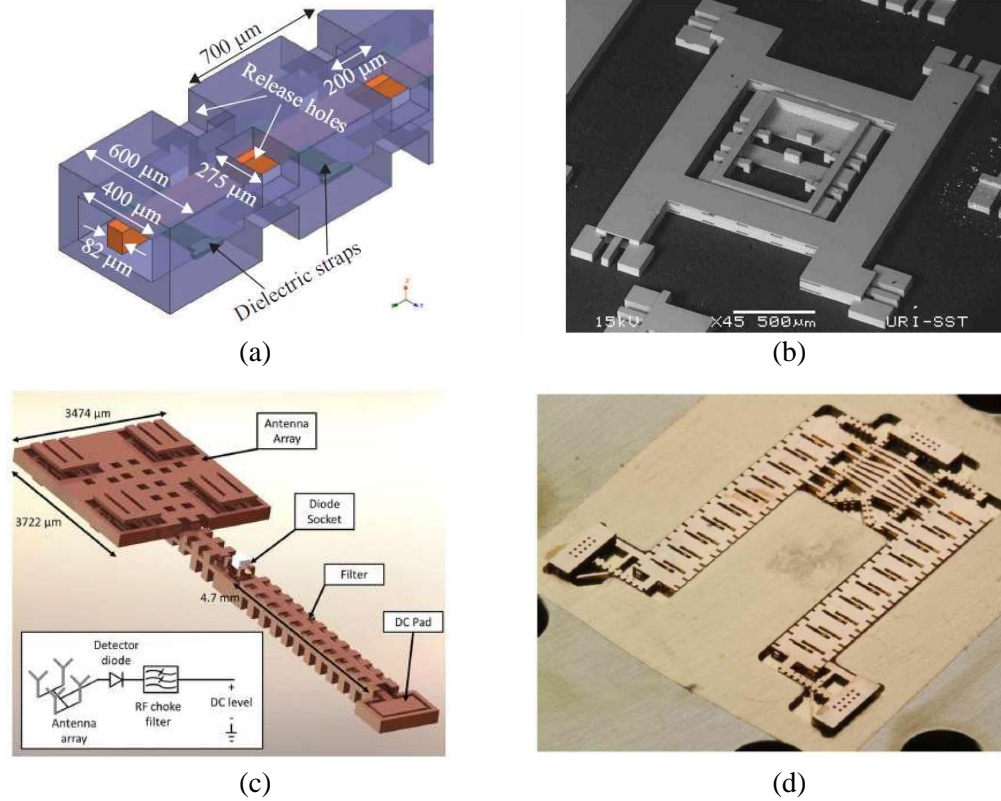 700 µm
200 µm
Release holes
600 µm
275 µm
400 µm
82 µm
Dielectric straps
(a)
15kV X45 500µm URI-SST
(b)
3474 µm
Antenna
Array
Diode
Socket
3722 µm
Filter
4.7 mm
DC Pad
Detector
diode
+
DC level
-
RF choke
filter
Antenna
array
(c)
(d)